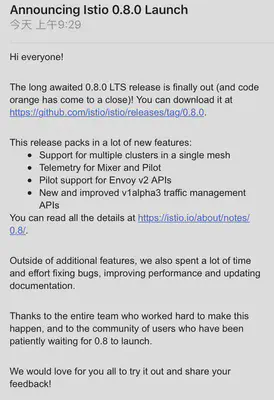 Announcing Istio 0.8.0 Launch
今天 上午9:29
Hi everyone!
The long awaited 0.8.0 LTS release is finally out (and code
orange has come to a close)! You can download it at
https://github.com/istio/istio/releases/tag/0.8.0.
This release packs in a lot of new features:
• Support for multiple clusters in a single mesh
• Telemetry for Mixer and Pilot
• Pilot support for Envoy v2 APIs
• New and improved v1alpha3 traffic management
APIs
You can read all the details at https://istio.io/about/notes/
0.8/.
Outside of additional features, we also spent a lot of time
and effort fixing bugs, improving performance and updating
documentation.
Thanks to the entire team who worked hard to make this
happen, and to the community of users who have been
patiently waiting for 0.8 to launch.
We would love for you all to try it out and share your
feedback!